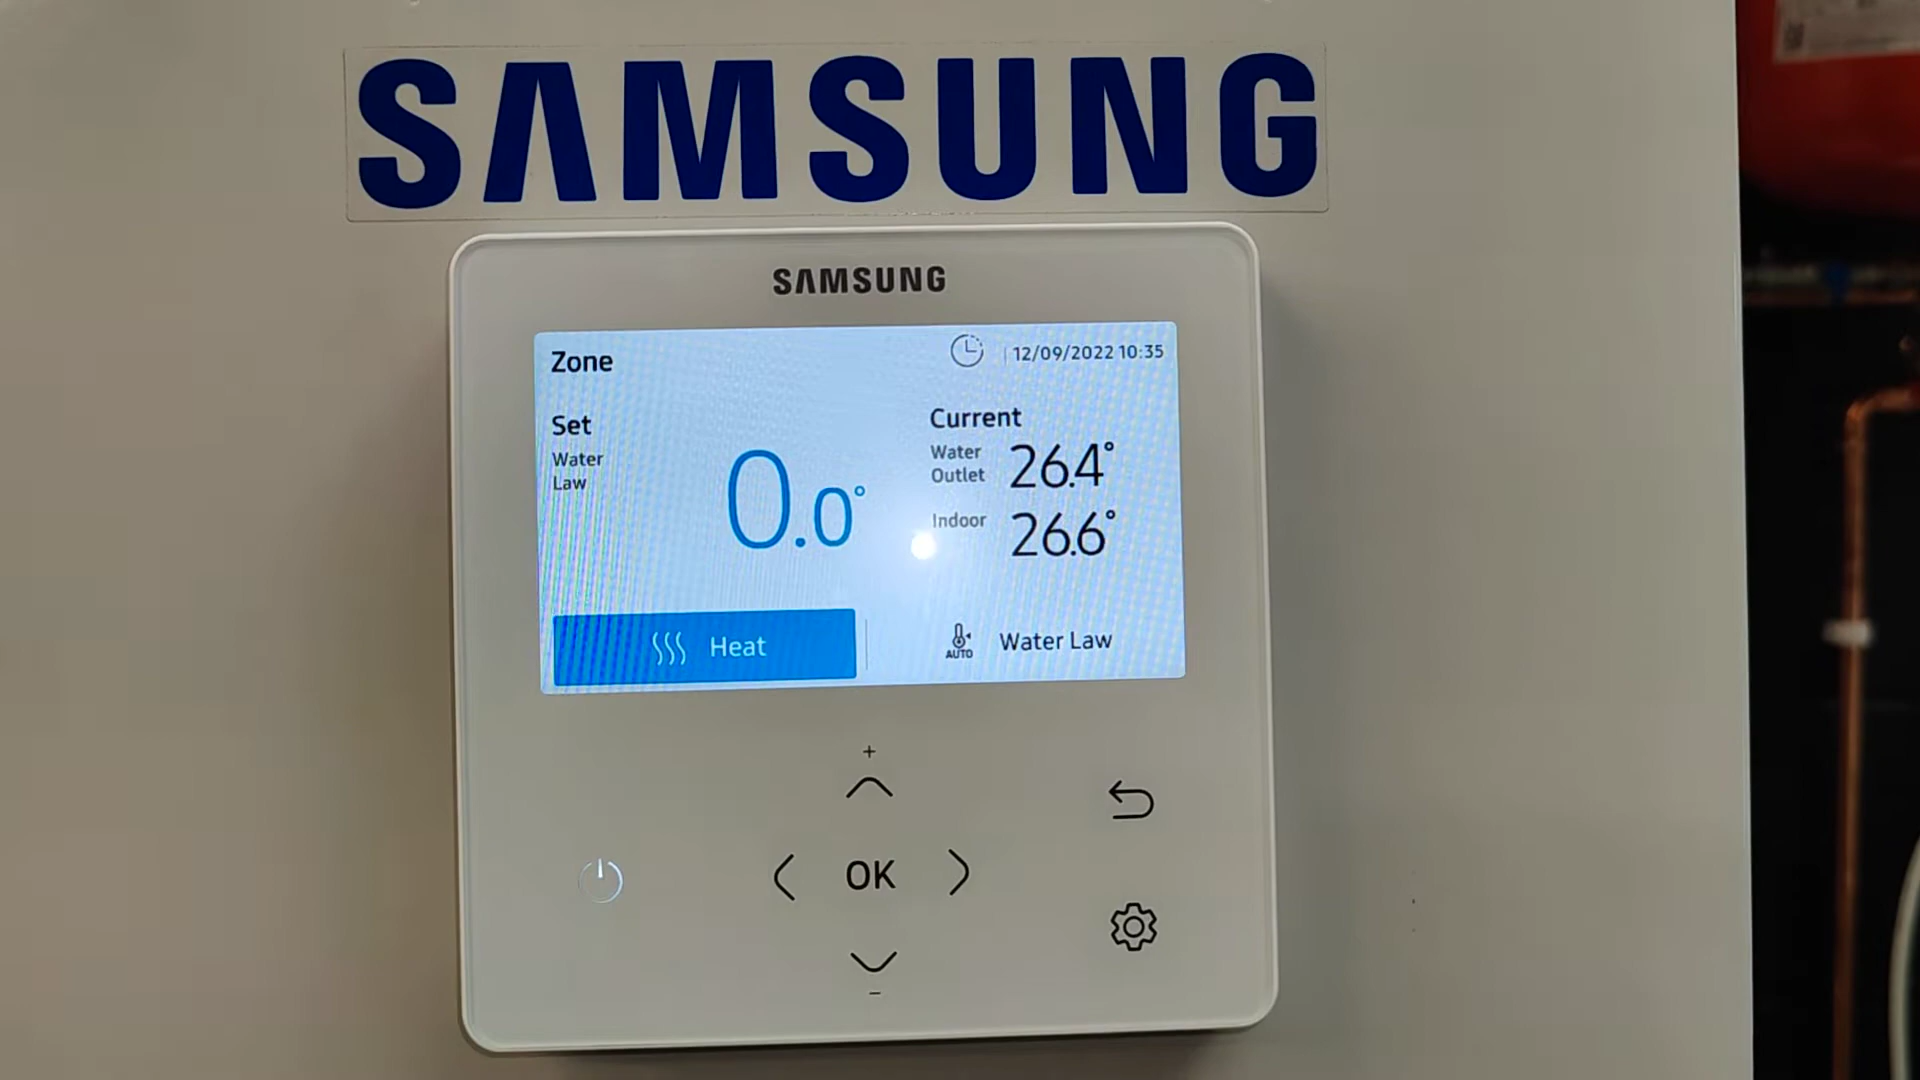 SAMSUNG
SAMSUNG
Zone
12/09/2022 10:35
Set
Water
Law
0.0°
Current
Water
Outlet
26.4°
Indoor
26.6°
Heat
AUTO
Water Law
+
OK
-